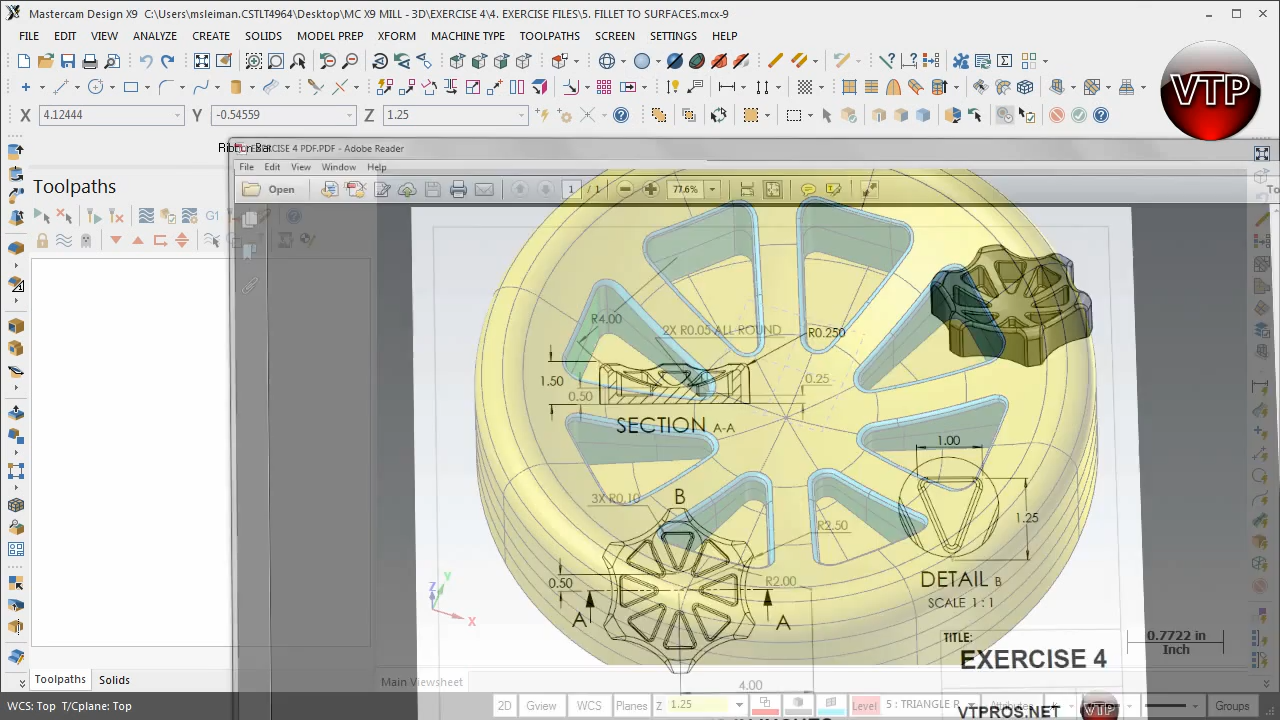 Mastercam Design X9 C:\Users\msleiman.CSTLT4964\Desktop\MC X9 MILL - 3D\EXERCISE 4\4. EXERCISE FILES\5. FILLET TO SURFACES.mcx-9
FILE EDIT VIEW ANALYZE CREATE SOLIDS MODEL PREP XFORM MACHINE TYPE TOOLPATHS SCREEN SETTINGS HELP
VTP
X 4.12444 Y -0.54559 Z 1.25
Ribbon Bar
EXERCISE 4 PDF.PDF - Adobe Reader
File Edit View Window Help
Toolpaths
Open 1 / 1 77.6%
G1
R4.00
2X R0.05 ALL ROUND
R0.250
1.50
0.50
0.25
SECTION A-A
1.00
1.25
3X R0.10
B
R2.50
DETAIL B
SCALE 1 : 1
0.50
R2.00
A A
Z Y X
TITLE:
EXERCISE 4
0.7722 in
Inch
Toolpaths Solids
Main Viewsheet
4.00
WCS: Top T/Cplane: Top
2D Gview WCS Planes Z 1.25 Level 5 : TRIANGLE P Attributes Groups
VTPROS.NET